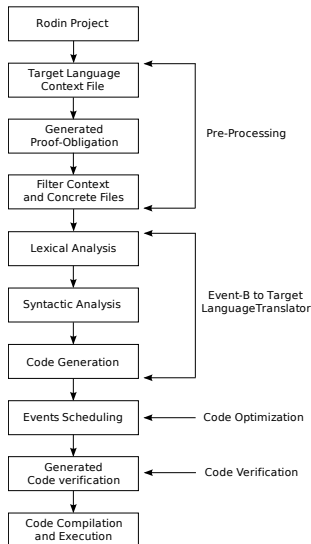 Rodin Project
Target Language
Context File
Generated
Proof-Obligation
Pre-Processing
Filter Context
and Concrete Files
Lexical Analysis
Syntactic Analysis
Event-B to Target
LanguageTranslator
Code Generation
Events Scheduling
Code Optimization
Generated
Code verification
Code Verification
Code Compilation
and Execution